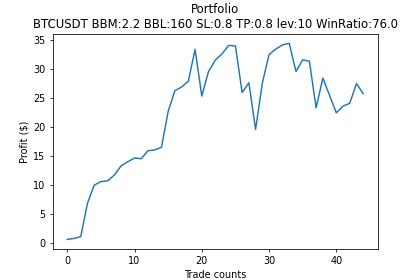 Portfolio
BTCUSDT BBM:2.2 BBL:160 SL:0.8 TP:0.8 lev:10 WinRatio:76.0
35
30
25
20
15
10
5
0
Profit ($)
0 10 20 30 40
Trade counts